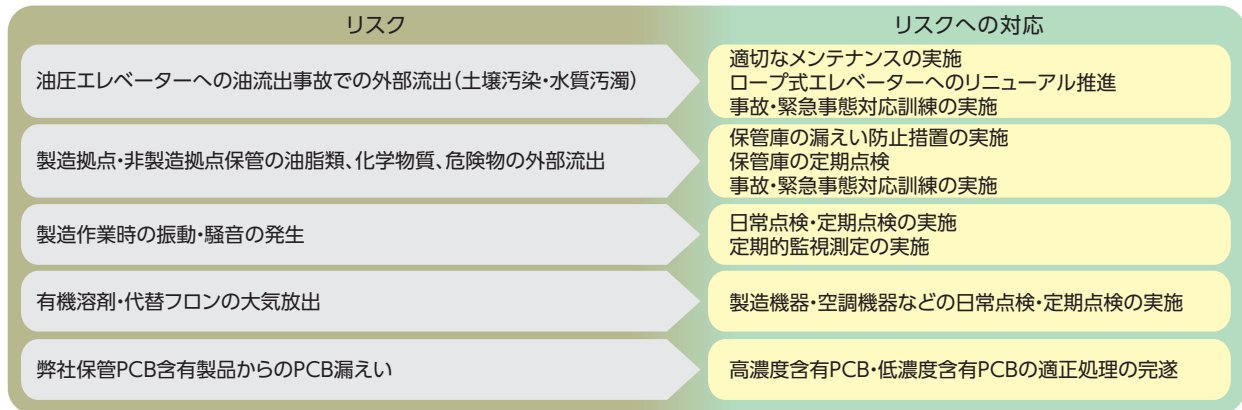 リスク
リスクへの対応
油圧エレベーターへの油流出事故での外部流出（土壌汚染・水質汚濁）
適切なメンテナンスの実施
ロープ式エレベーターへのリニューアル推進
事故・緊急事態対応訓練の実施
製造拠点・非製造拠点保管の油脂類、化学物質、危険物の外部流出
保管庫の漏えい防止措置の実施
保管庫の定期点検
事故・緊急事態対応訓練の実施
製造作業時の振動・騒音の発生
日常点検・定期点検の実施
定期的監視測定の実施
有機溶剤・代替フロンの大気放出
製造機器・空調機器などの日常点検・定期点検の実施
弊社保管PCB含有製品からのPCB漏えい
高濃度含有PCB・低濃度含有PCBの適正処理の完遂